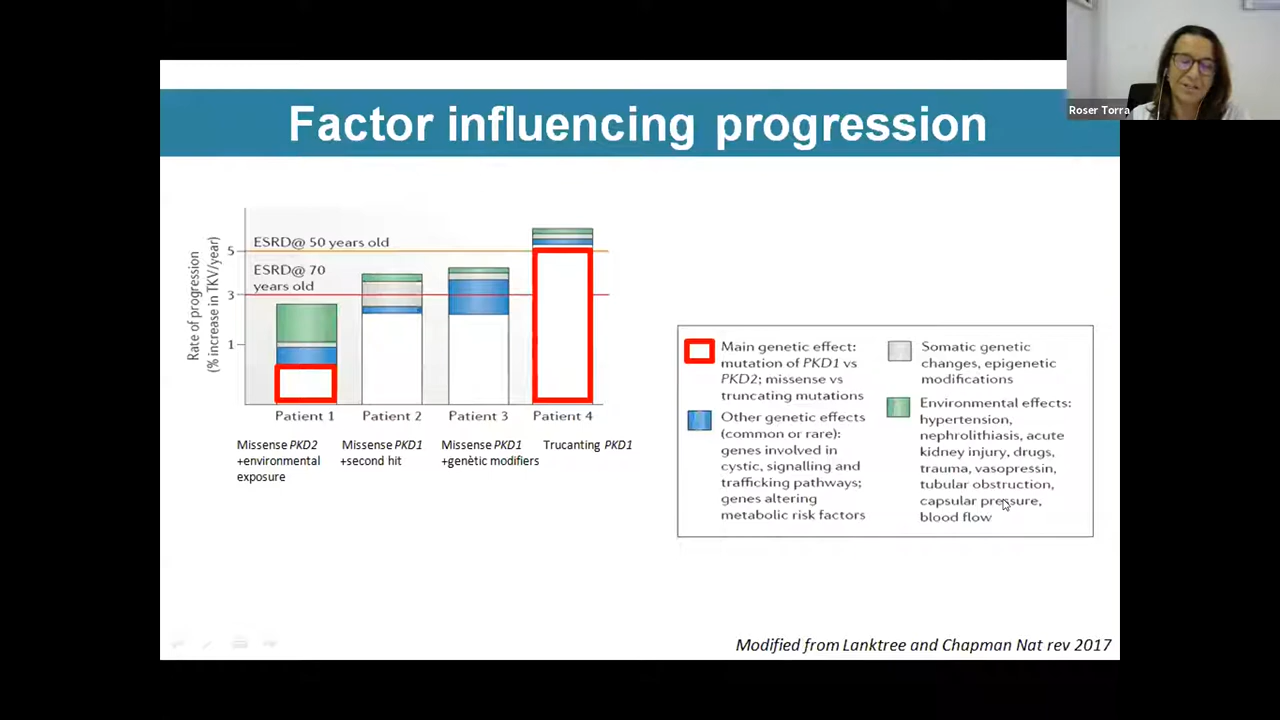 Roser Torra
Factor influencing progression
Rate of progression
(% increase in TKV/year)
5
3
1
ESRD@ 50 years old
ESRD@ 70
years old
Patient 1
Patient 2
Patient 3
Patient 4
Missense PKD2
+environmental
exposure
Missense PKD1
+second hit
Missense PKD1
+genètic modifiers
Trucanting PKD1
Main genetic effect:
mutation of PKD1 vs
PKD2; missense vs
truncating mutations
Other genetic effects
(common or rare):
genes involved in
cystic, signalling and
trafficking pathways;
genes altering
metabolic risk factors
Somatic genetic
changes, epigenetic
modifications
Environmental effects:
hypertension,
nephrolithiasis, acute
kidney injury, drugs,
trauma, vasopressin,
tubular obstruction,
capsular pressure,
blood flow
Modified from Lanktree and Chapman Nat rev 2017